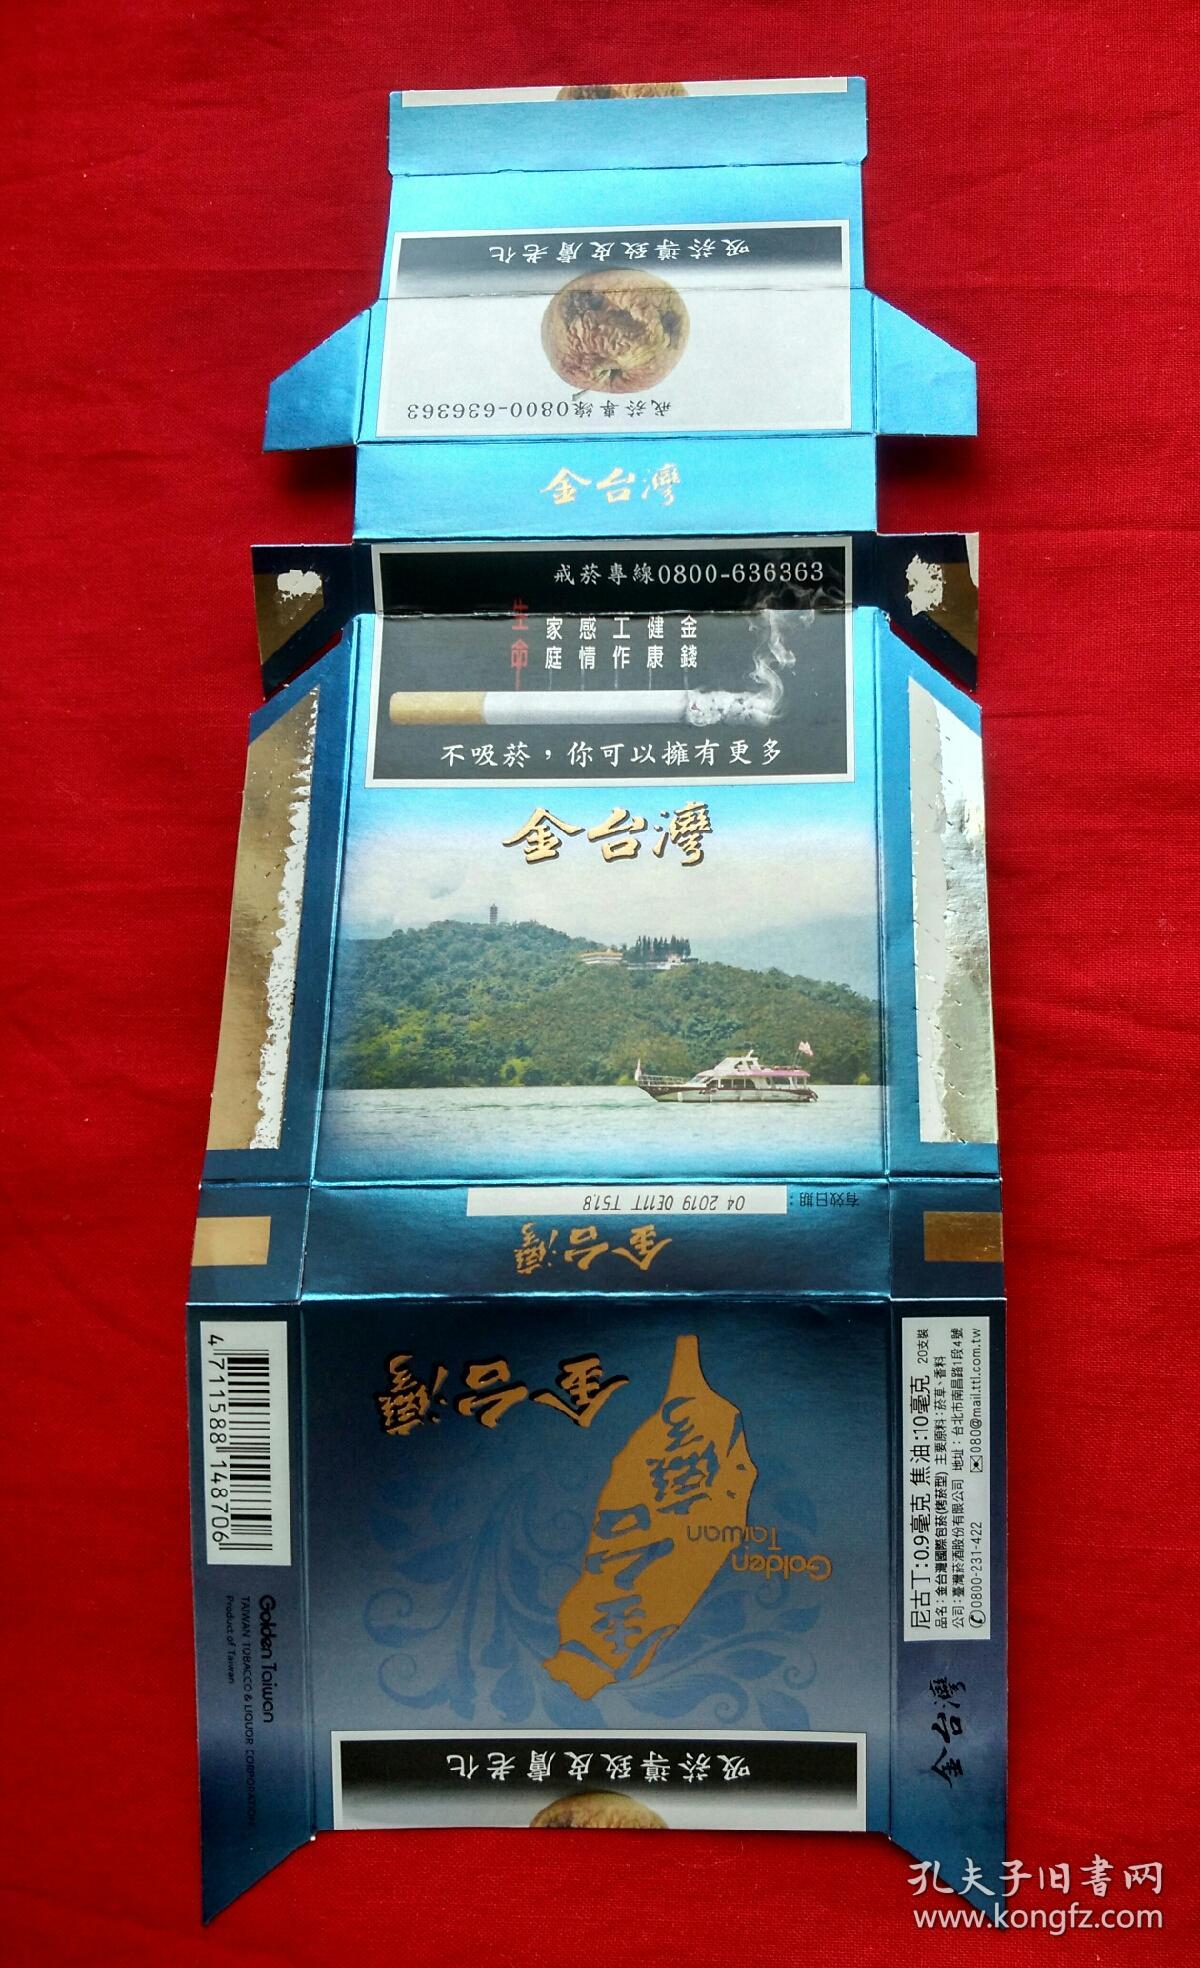 吸菸導致皮膚老化
戒菸專線0800-636363
金台灣
戒菸專線0800-636363
生命 家庭 感情 工作 健康 金錢
不吸菸，你可以擁有更多
金台灣
有效日期：
04 2019 0E11T T51.8
金台灣
金台灣
金台灣
Golden
Taiwan
吸菸導致皮膚老化
4 711588 148706
Golden Taiwan
TAIWAN TOBACCO & LIQUOR CORPORATION
Product of Taiwan
尼古丁:0.9毫克 焦油:10毫克 20支裝
品名:金台灣國際包菸(烤菸型) 主要原料:菸草、香料
公司:臺灣菸酒股份有限公司 地址:台北市南昌路1段4號
✆0800-231-422 ✉080@mail.ttl.com.tw
金台灣
孔夫子旧书网
www.kongfz.com